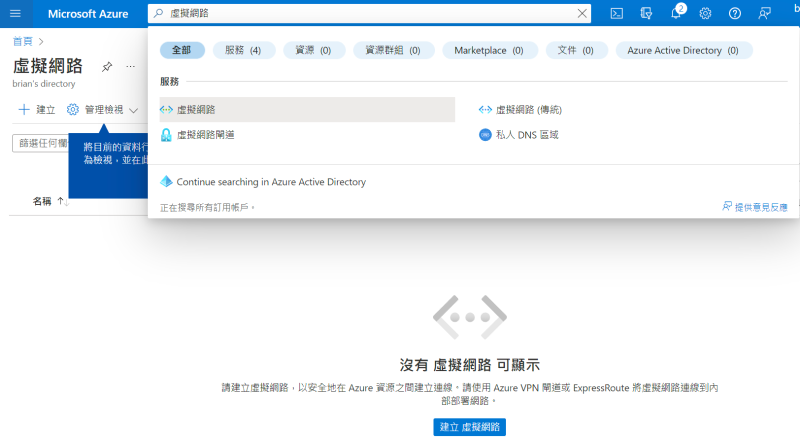 Microsoft Azure
虛擬網路
2
b
首頁
虛擬網路
brian's directory
建立 管理檢視
篩選任何欄
將目前的資料行
為檢視，並在此
名稱 ↑↓
全部 服務 (4) 資源 (0) 資源群組 (0) Marketplace (0) 文件 (0) Azure Active Directory (0)
服務
虛擬網路 虛擬網路 (傳統)
虛擬網路閘道 私人 DNS 區域
Continue searching in Azure Active Directory
正在搜尋所有訂用帳戶。 提供意見反應
沒有 虛擬網路 可顯示
請建立虛擬網路，以安全地在 Azure 資源之間建立連線。請使用 Azure VPN 閘道或 ExpressRoute 將虛擬網路連線到內
部部署網路。
建立 虛擬網路